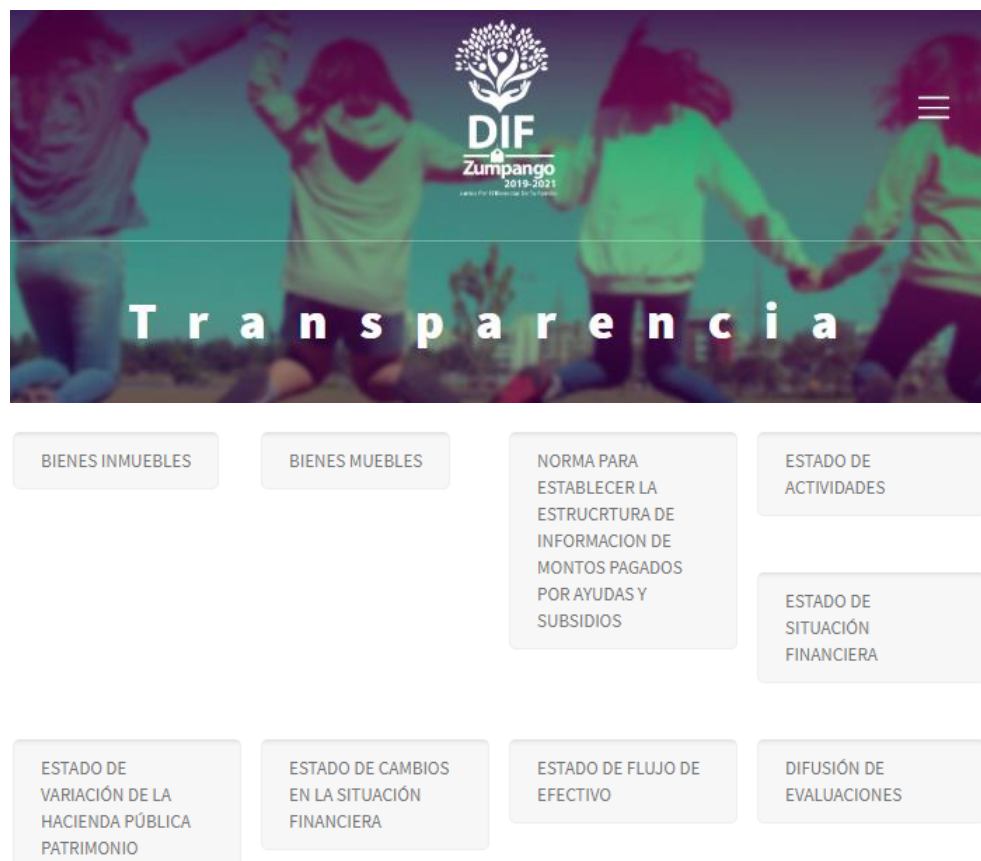 DIF
Zumpango
2019-2021
Transparencia
BIENES INMUEBLES
BIENES MUEBLES
NORMA PARA
ESTABLECER LA
ESTRUCRTURA DE
INFORMACION DE
MONTOS PAGADOS
POR AYUDAS Y
SUBSIDIOS
ESTADO DE
ACTIVIDADES
ESTADO DE
SITUACIÓN
FINANCIERA
ESTADO DE
VARIACIÓN DE LA
HACIENDA PÚBLICA
PATRIMONIO
ESTADO DE CAMBIOS
EN LA SITUACIÓN
FINANCIERA
ESTADO DE FLUJO DE
EFECTIVO
DIFUSIÓN DE
EVALUACIONES